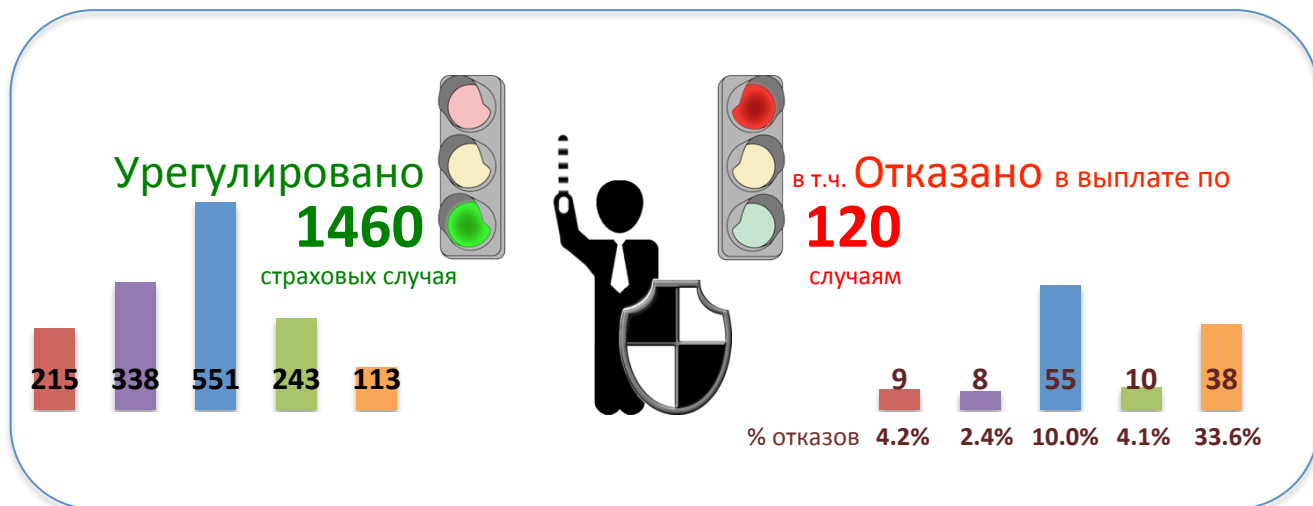 Урегулировано
1460
страховых случая
215 338 551 243 113
в т.ч. Отказано в выплате по
120
случаям
9 8 55 10 38
% отказов 4.2% 2.4% 10.0% 4.1% 33.6%